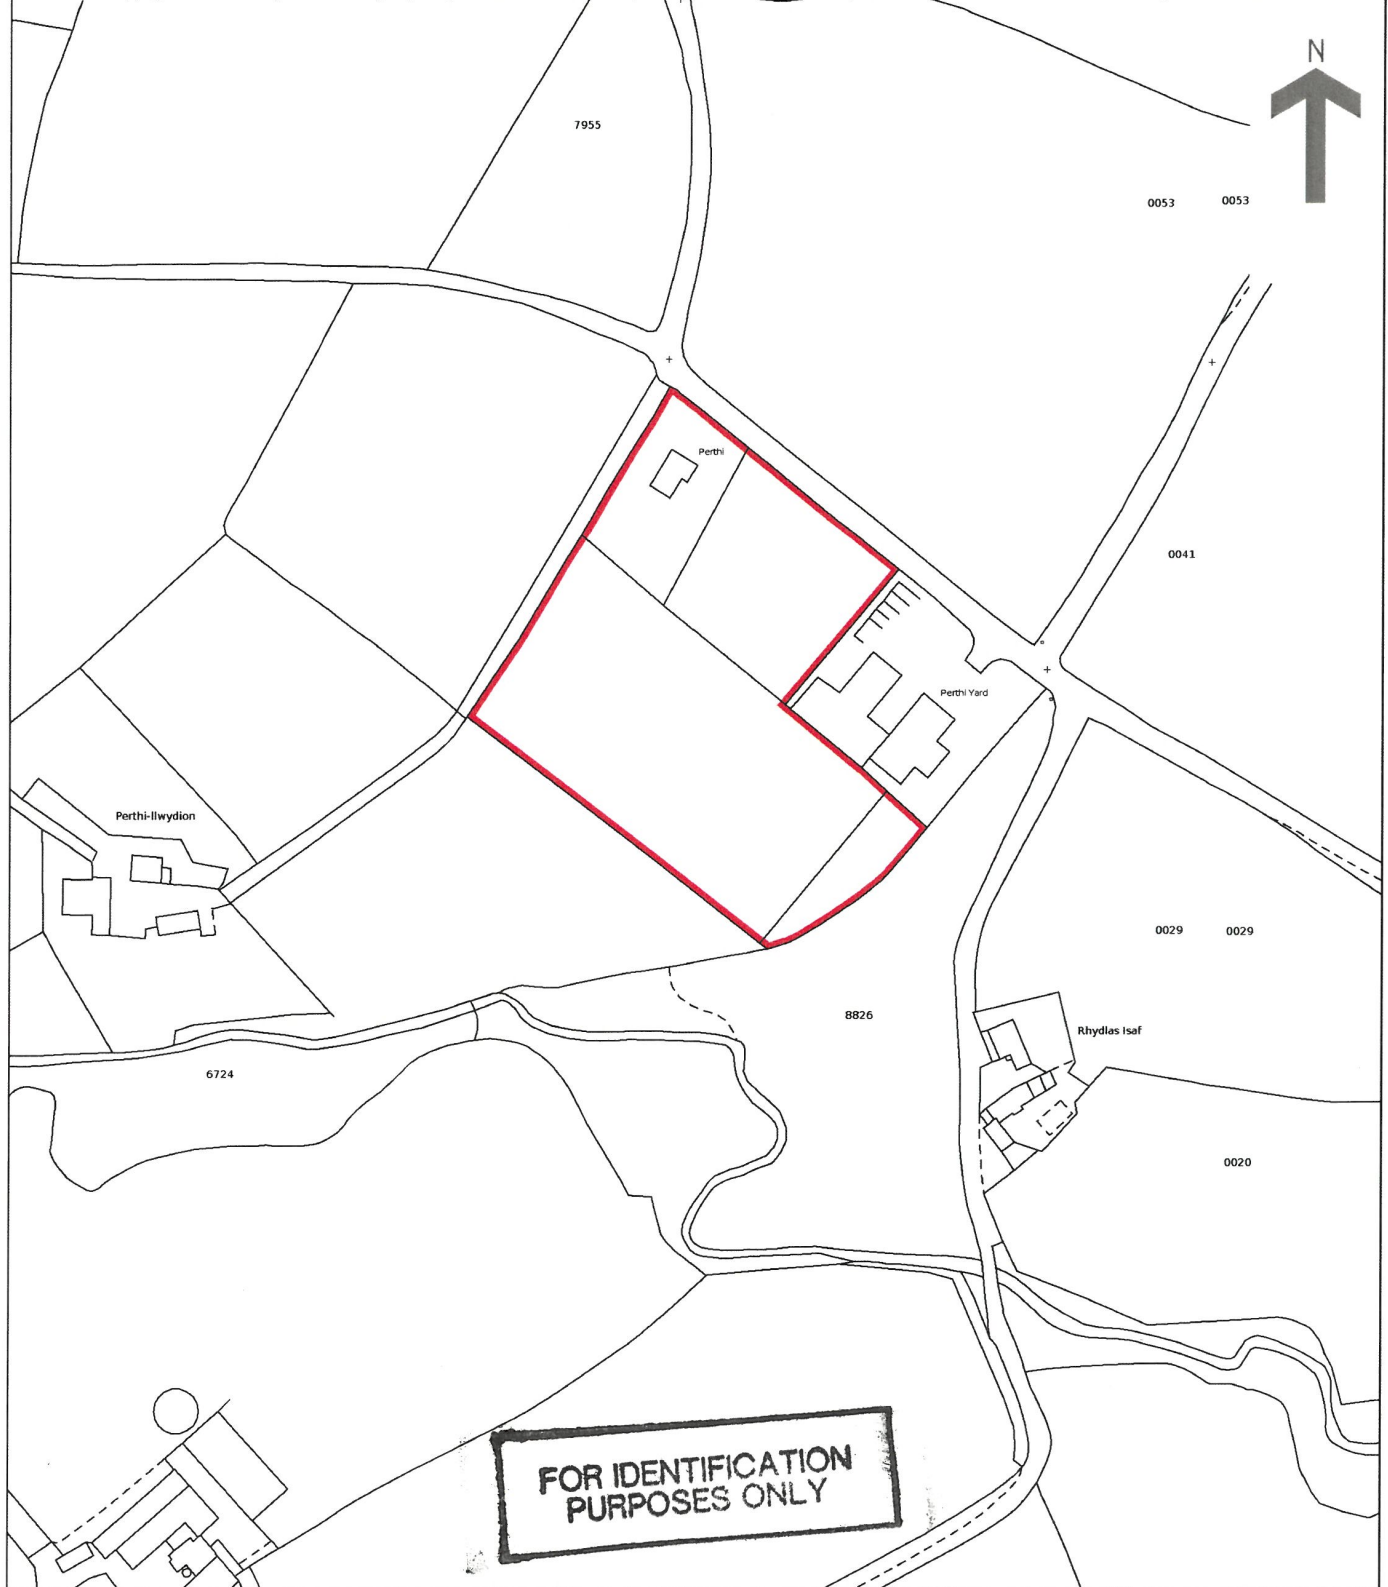 N
7955
0053 0053
Perthi
0041
Perthi Yard
Perthi-llwydion
0029 0029
8826
Rhydlas Isaf
6724
0020
FOR IDENTIFICATION
PURPOSES ONLY